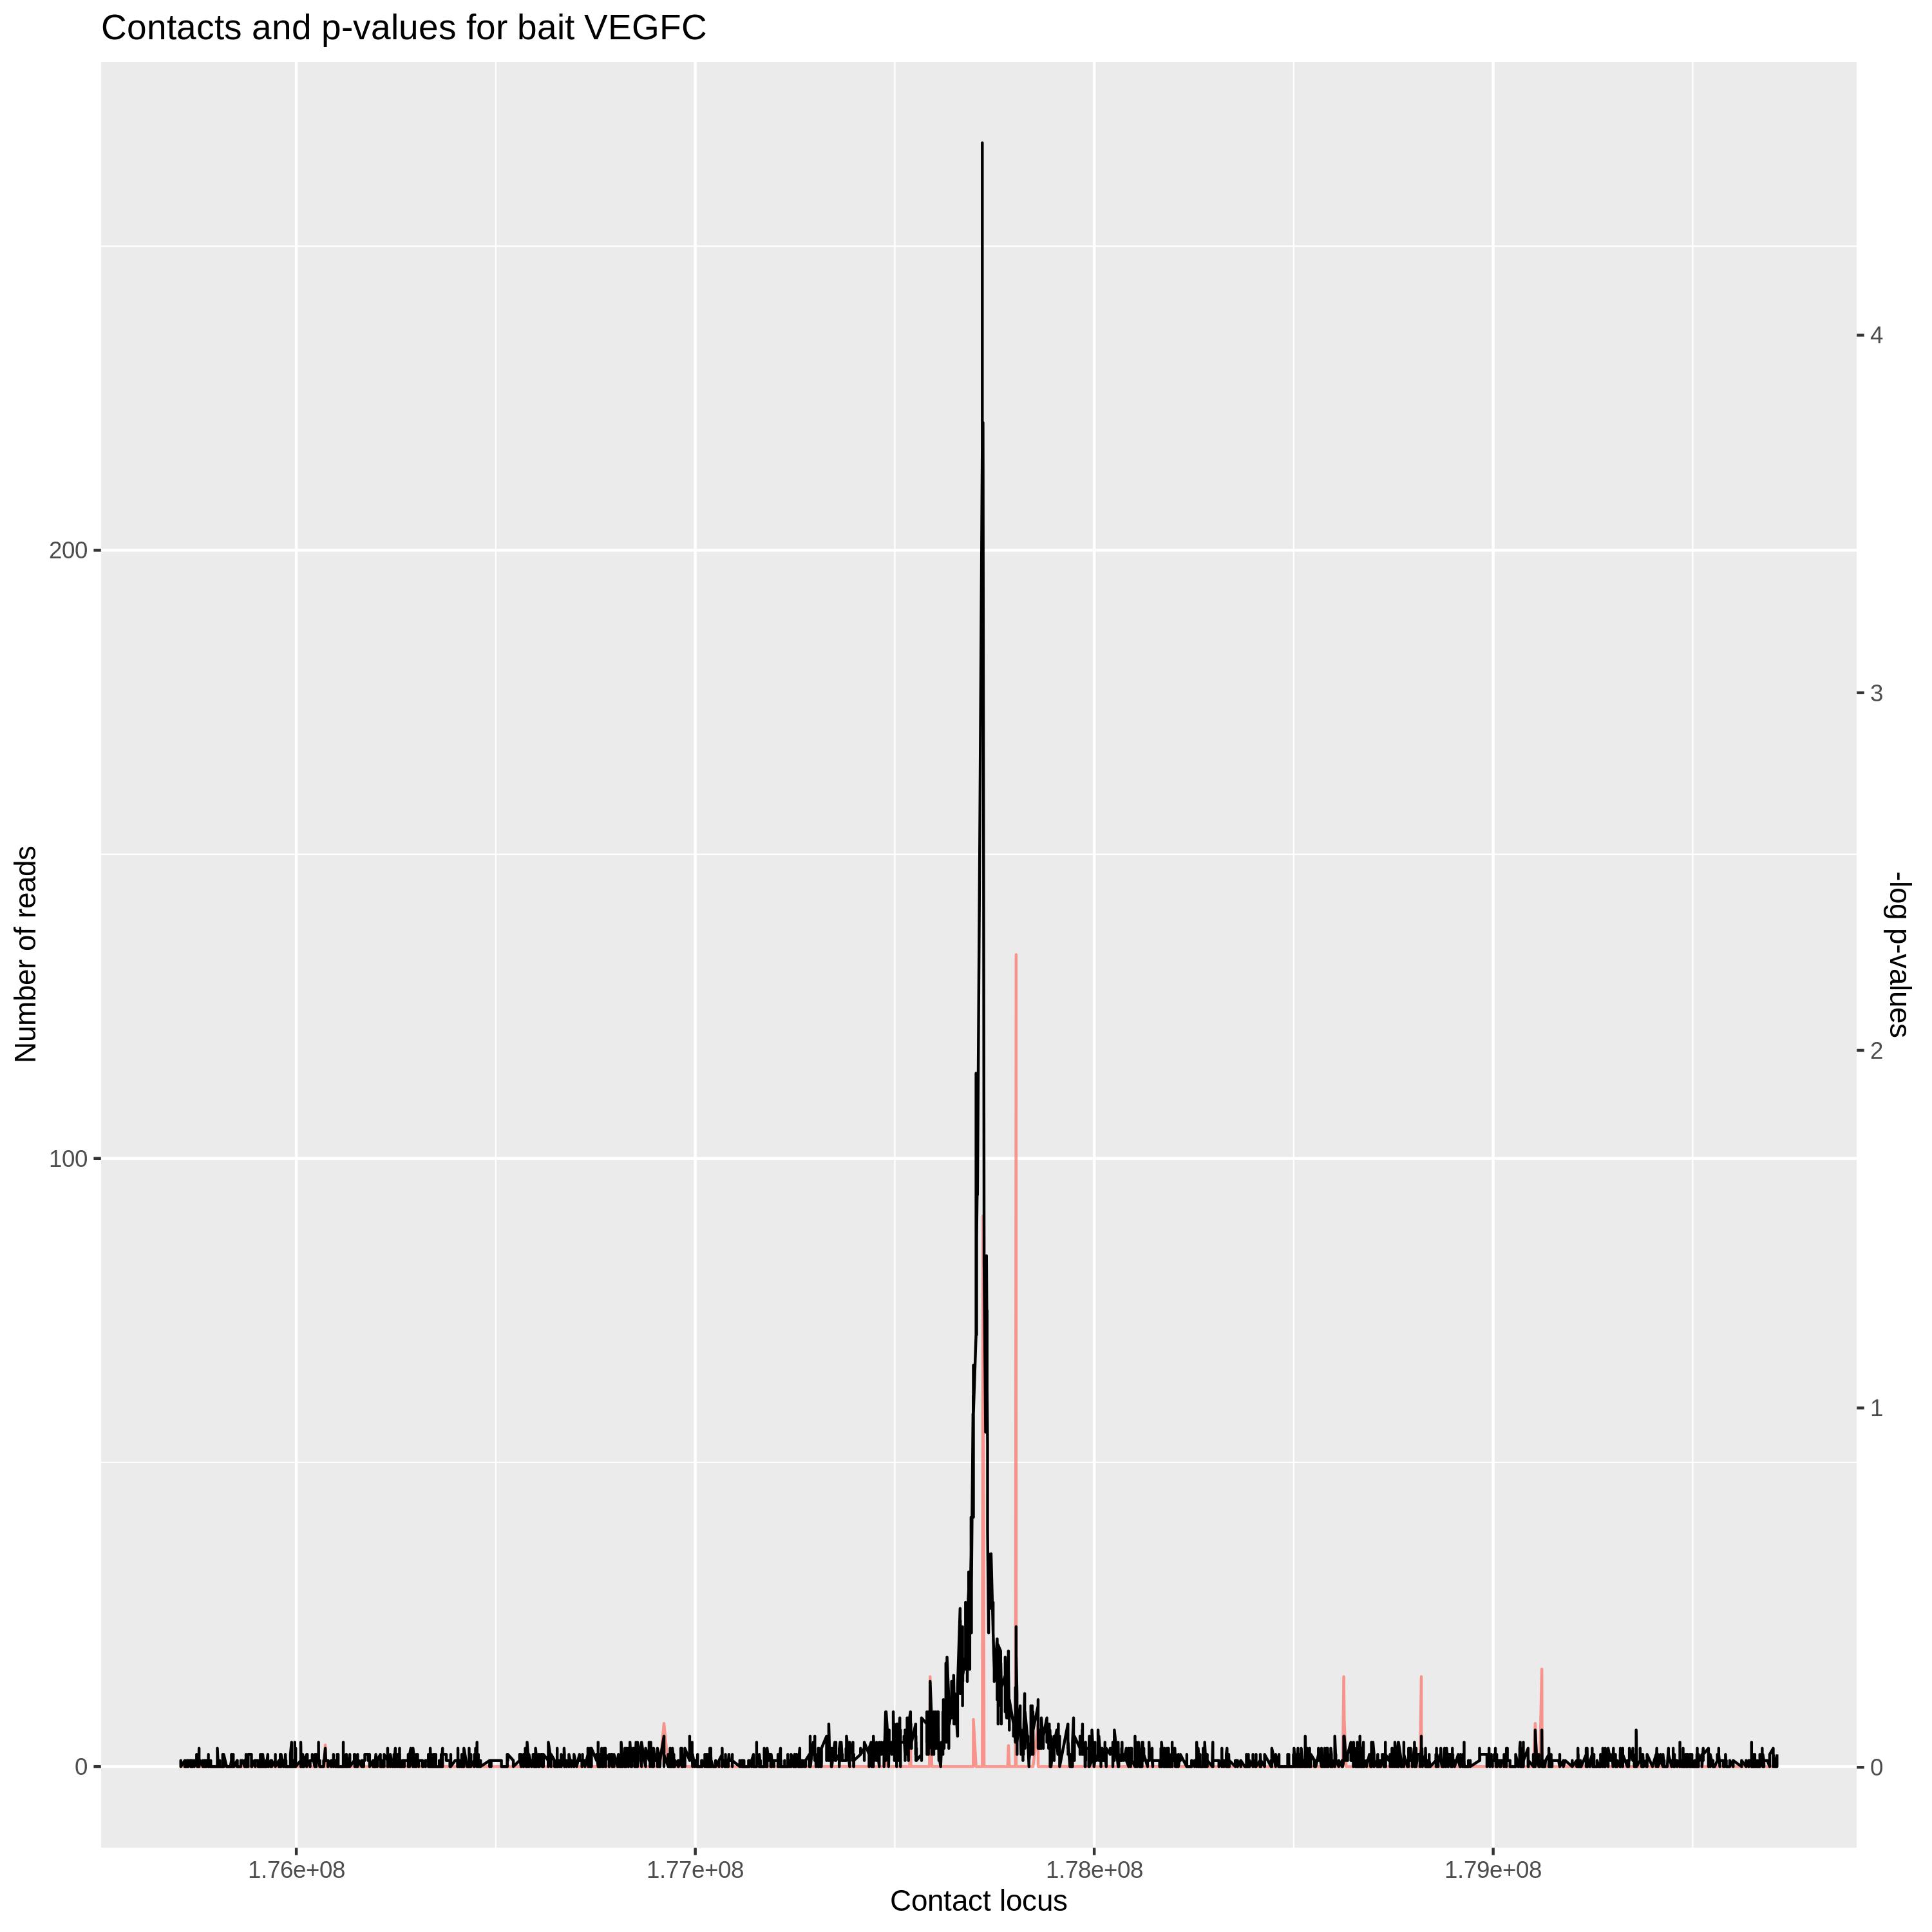 Contacts and p-values for bait VEGFC
Number of reads
200
100
0
4
3
2
1
0
-log p-values
1.76e+08
1.77e+08
1.78e+08
1.79e+08
Contact locus